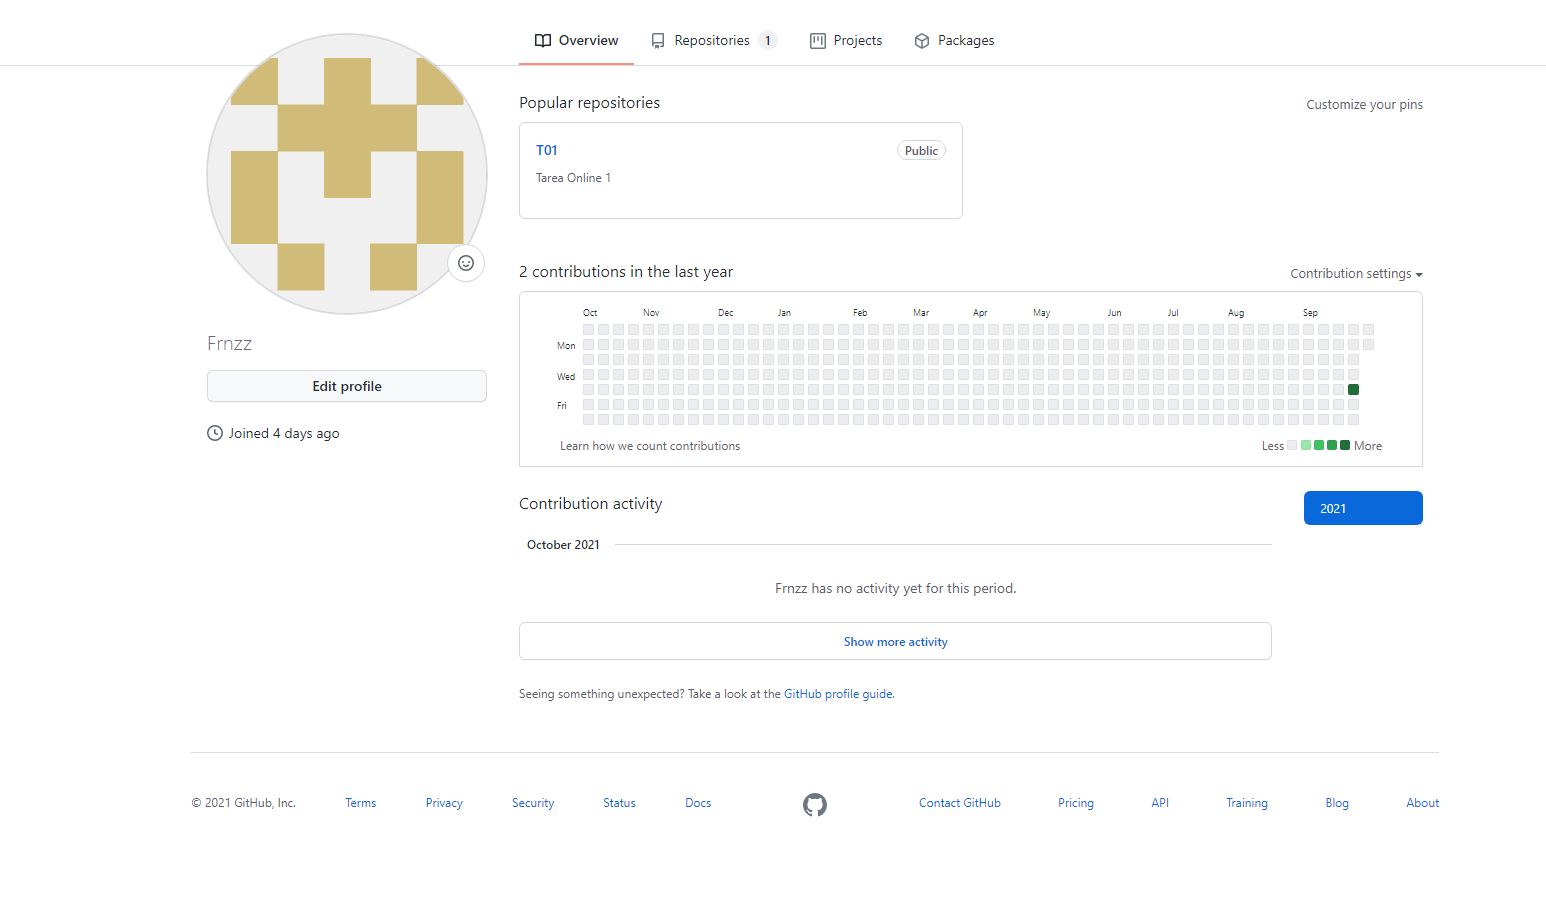 Overview Repositories 1 Projects Packages
Popular repositories Customize your pins
T01 Public
Tarea Online 1
2 contributions in the last year Contribution settings
Oct Nov Dec Jan Feb Mar Apr May Jun Jul Aug Sep
Mon
Wed
Fri
Learn how we count contributions Less More
Frnzz
Edit profile
Joined 4 days ago
Contribution activity 2021
October 2021
Frnzz has no activity yet for this period.
Show more activity
Seeing something unexpected? Take a look at the GitHub profile guide.
© 2021 GitHub, Inc. Terms Privacy Security Status Docs Contact GitHub Pricing API Training Blog About